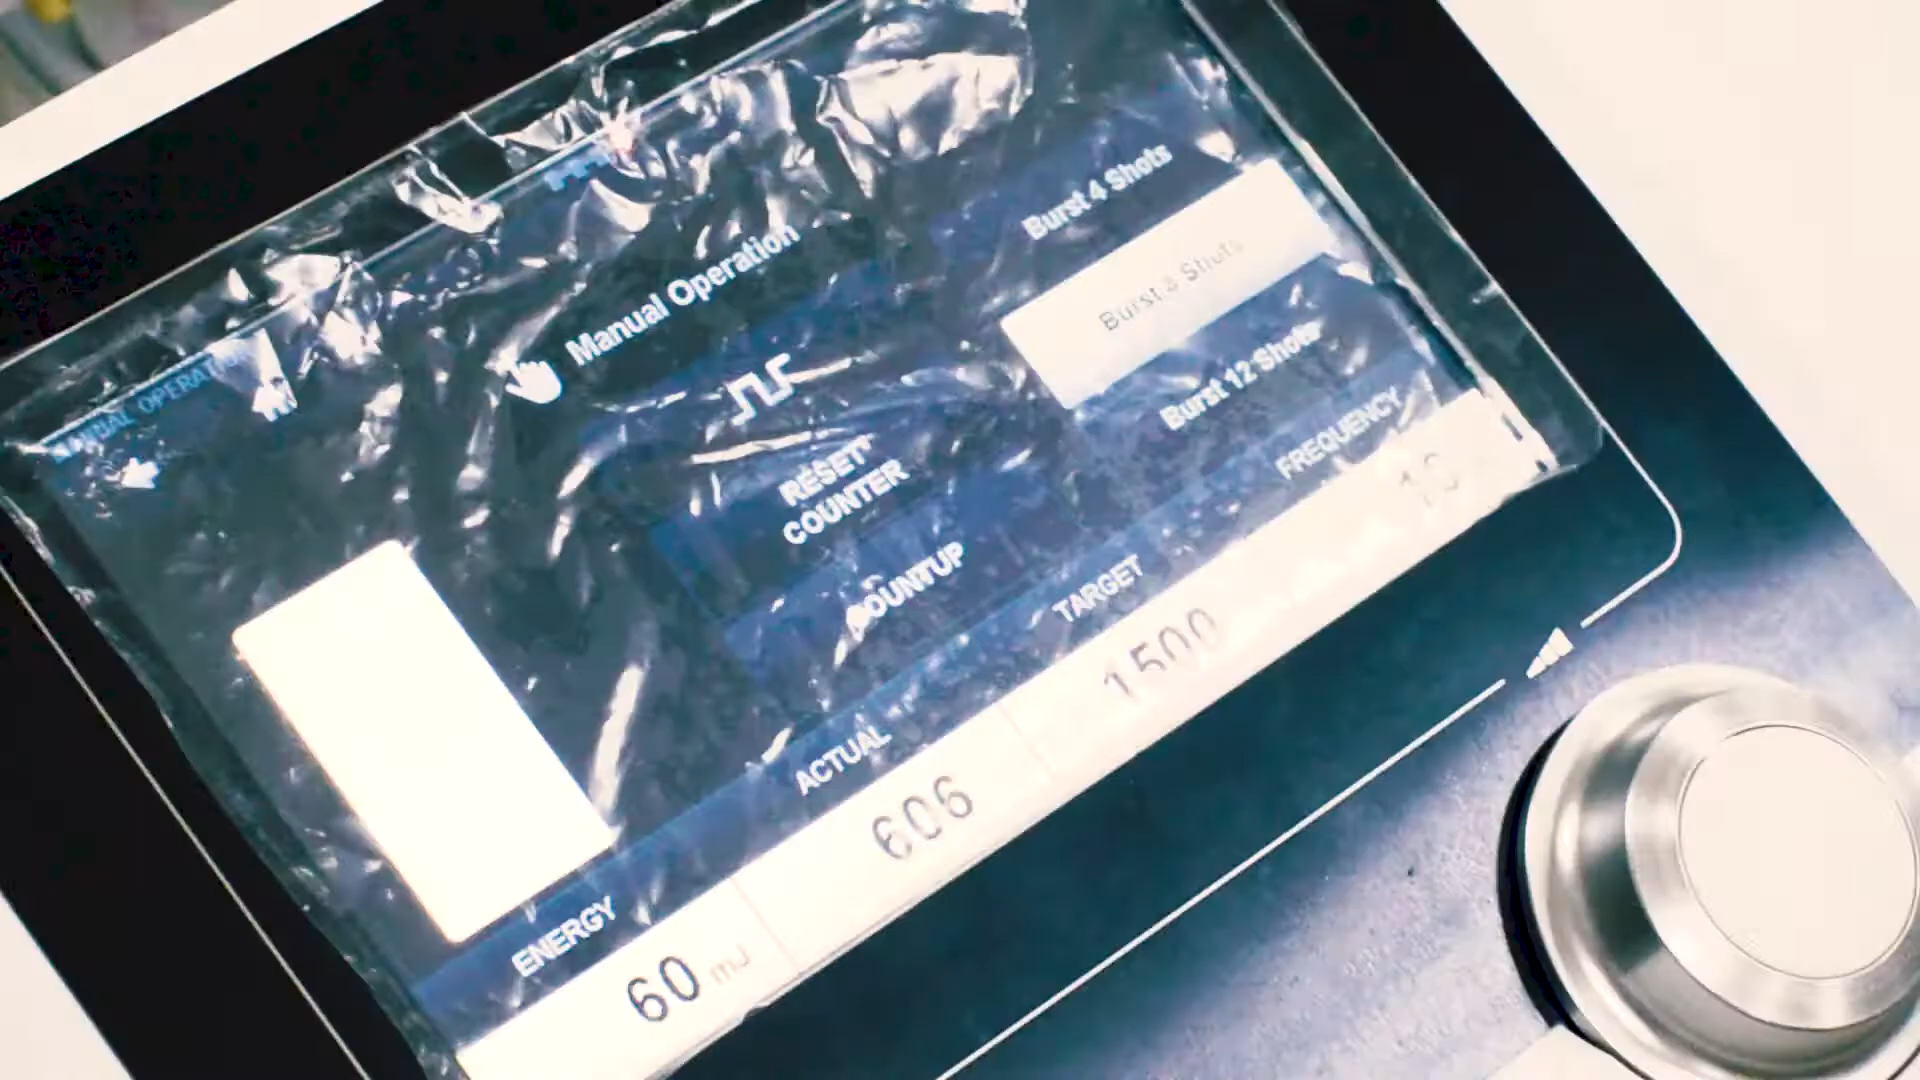 MANUAL OPERATION
Manual Operation
Burst 4 Shots
Burst 8 Shots
Burst 12 Shots
RESET
COUNTER
COUNTUP
ENERGY
ACTUAL
TARGET
FREQUENCY
60 mJ
606
1500